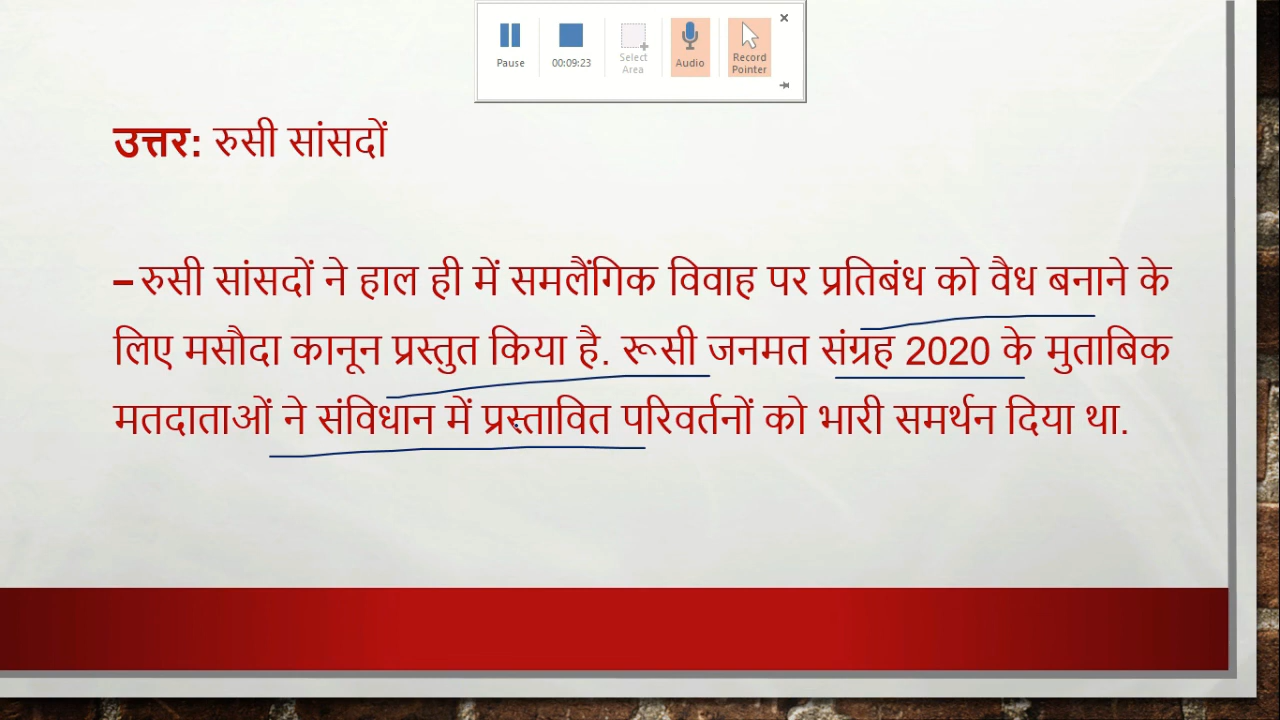 Pause
00:09:23
Select
Area
Audio
Record
Pointer
उत्तर: रुसी सांसदों
– रुसी सांसदों ने हाल ही में समलैंगिक विवाह पर प्रतिबंध को वैध बनाने के
लिए मसौदा कानून प्रस्तुत किया है. रूसी जनमत संग्रह 2020 के मुताबिक
मतदाताओं ने संविधान में प्रस्तावित परिवर्तनों को भारी समर्थन दिया था.